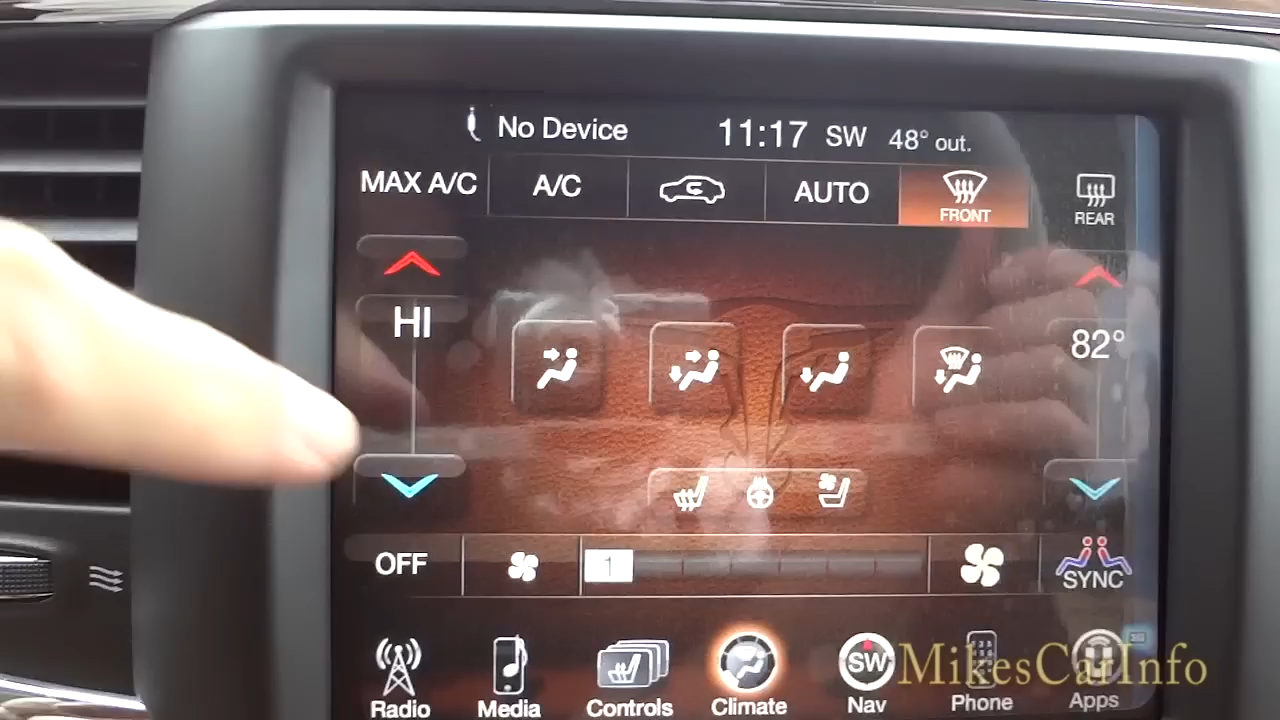 No Device 11:17 SW 48° out.
MAX A/C A/C AUTO FRONT REAR
HI 82°
OFF 1 SYNC
SW
Radio Media Controls Climate Nav Phone Apps
MikesCarInfo